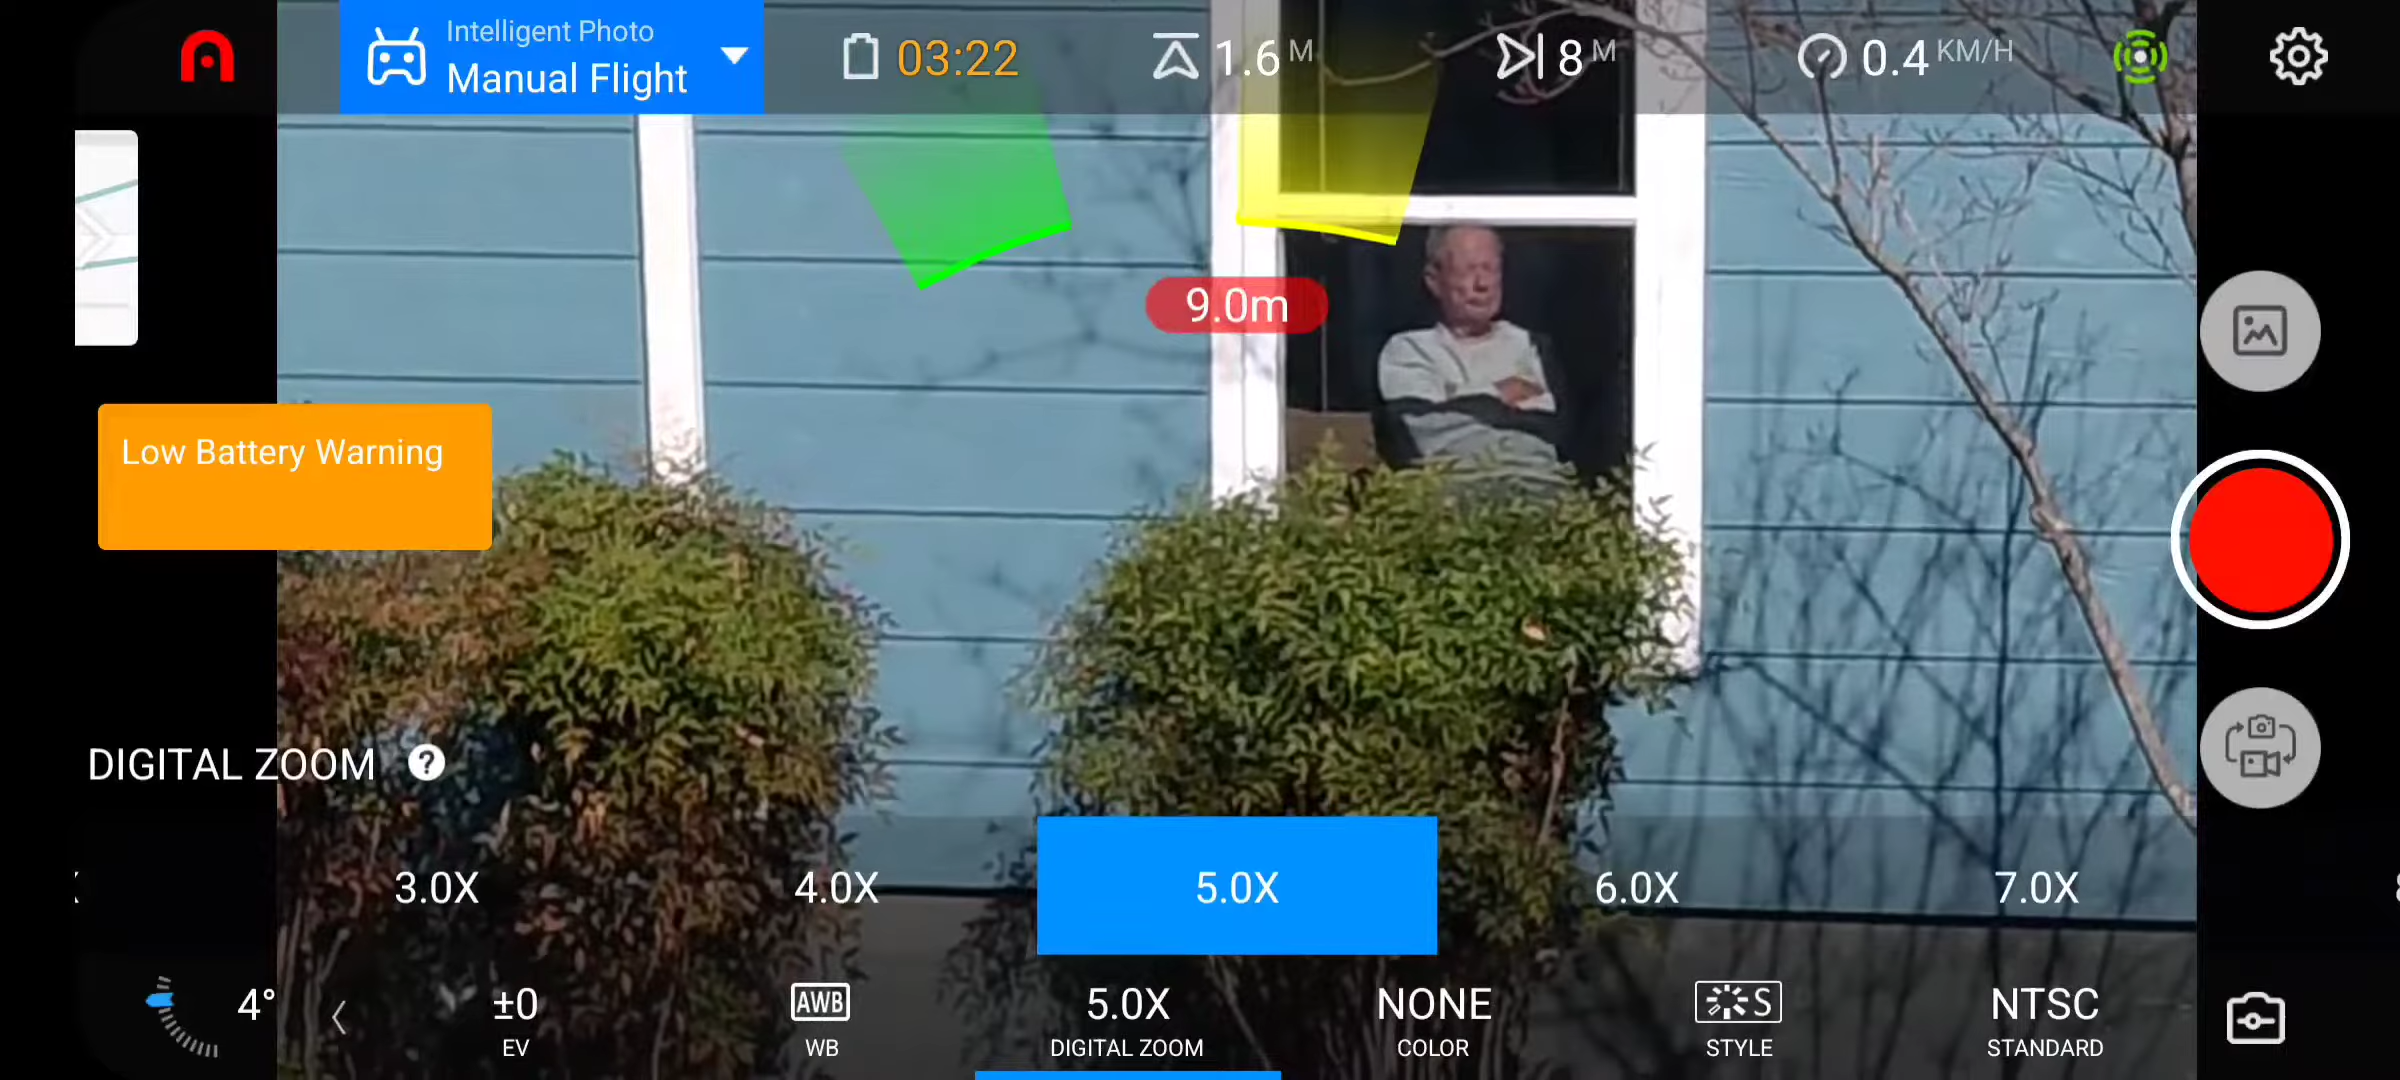 Intelligent Photo
Manual Flight
03:22
1.6 M
8 M
0.4 KM/H
9.0m
Low Battery Warning
DIGITAL ZOOM ?
3.0X
4.0X
5.0X
6.0X
7.0X
4°
±0
EV
AWB
WB
5.0X
DIGITAL ZOOM
NONE
COLOR
S
STYLE
NTSC
STANDARD